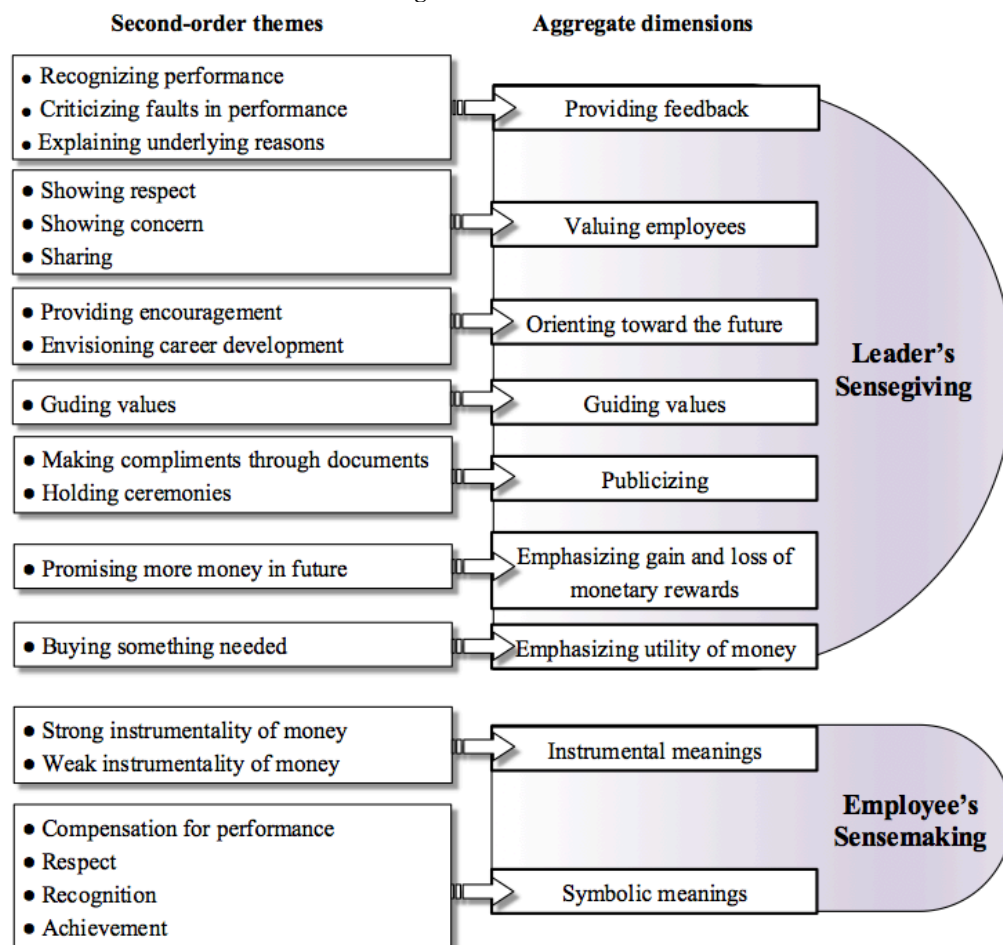 Second-order themes
Aggregate dimensions
● Recognizing performance
● Criticizing faults in performance
● Explaining underlying reasons
Providing feedback
● Showing respect
● Showing concern
● Sharing
Valuing employees
● Providing encouragement
● Envisioning career development
Orienting toward the future
Leader's
Sensegiving
● Guding values
Guiding values
● Making compliments through documents
● Holding ceremonies
Publicizing
● Promising more money in future
Emphasizing gain and loss of
monetary rewards
● Buying something needed
Emphasizing utility of money
● Strong instrumentality of money
● Weak instrumentality of money
Instrumental meanings
Employee's
Sensemaking
● Compensation for performance
● Respect
● Recognition
● Achievement
Symbolic meanings